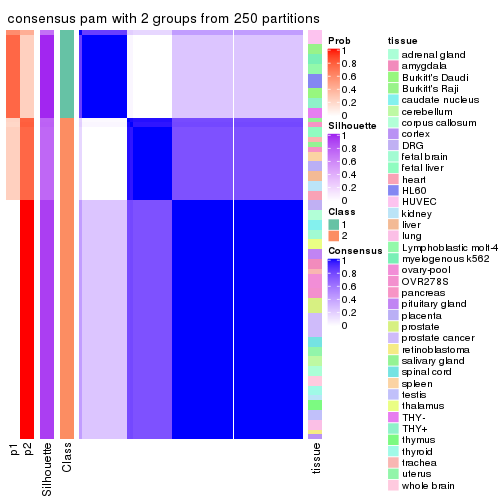 consensus pam with 2 groups from 250 partitions
Prob
1
0.8
0.6
0.4
0.2
0
Silhouette
1
0.8
0.6
0.4
0.2
0
Class
1
2
Consensus
1
0.8
0.6
0.4
0.2
0
tissue
adrenal gland
amygdala
Burkitt's Daudi
Burkitt's Raji
caudate nucleus
cerebellum
corpus callosum
cortex
DRG
fetal brain
fetal liver
heart
HL60
HUVEC
kidney
liver
lung
Lymphoblastic molt-4
myelogenous k562
ovary-pool
OVR278S
pancreas
pituitary gland
placenta
prostate
prostate cancer
retinoblastoma
salivary gland
spinal cord
spleen
testis
thalamus
THY-
THY+
thymus
thyroid
trachea
uterus
whole brain
p1
p2
Silhouette
Class
tissue